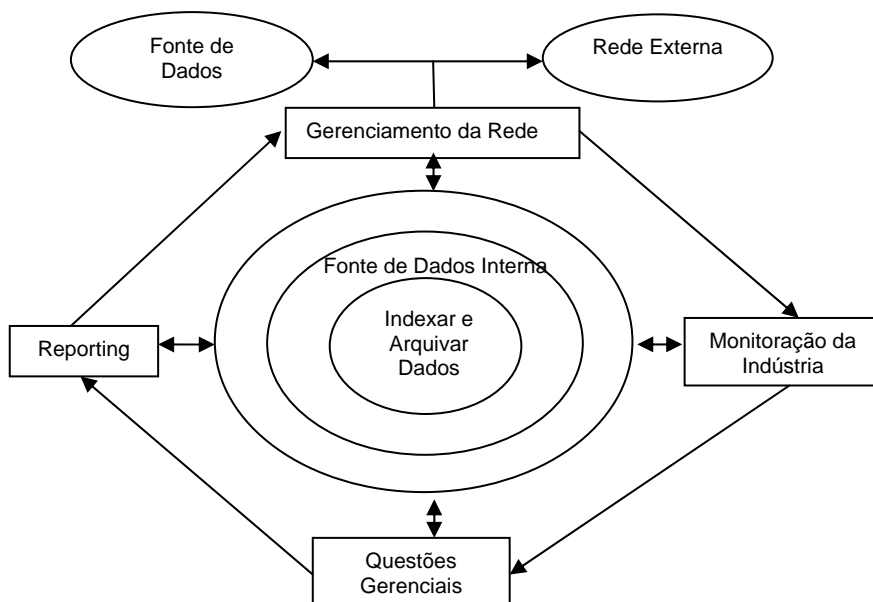 Fonte de
Dados
Rede Externa
Gerenciamento da Rede
Fonte de Dados Interna
Indexar e
Arquivar
Dados
Reporting
Monitoração da
Indústria
Questões
Gerenciais